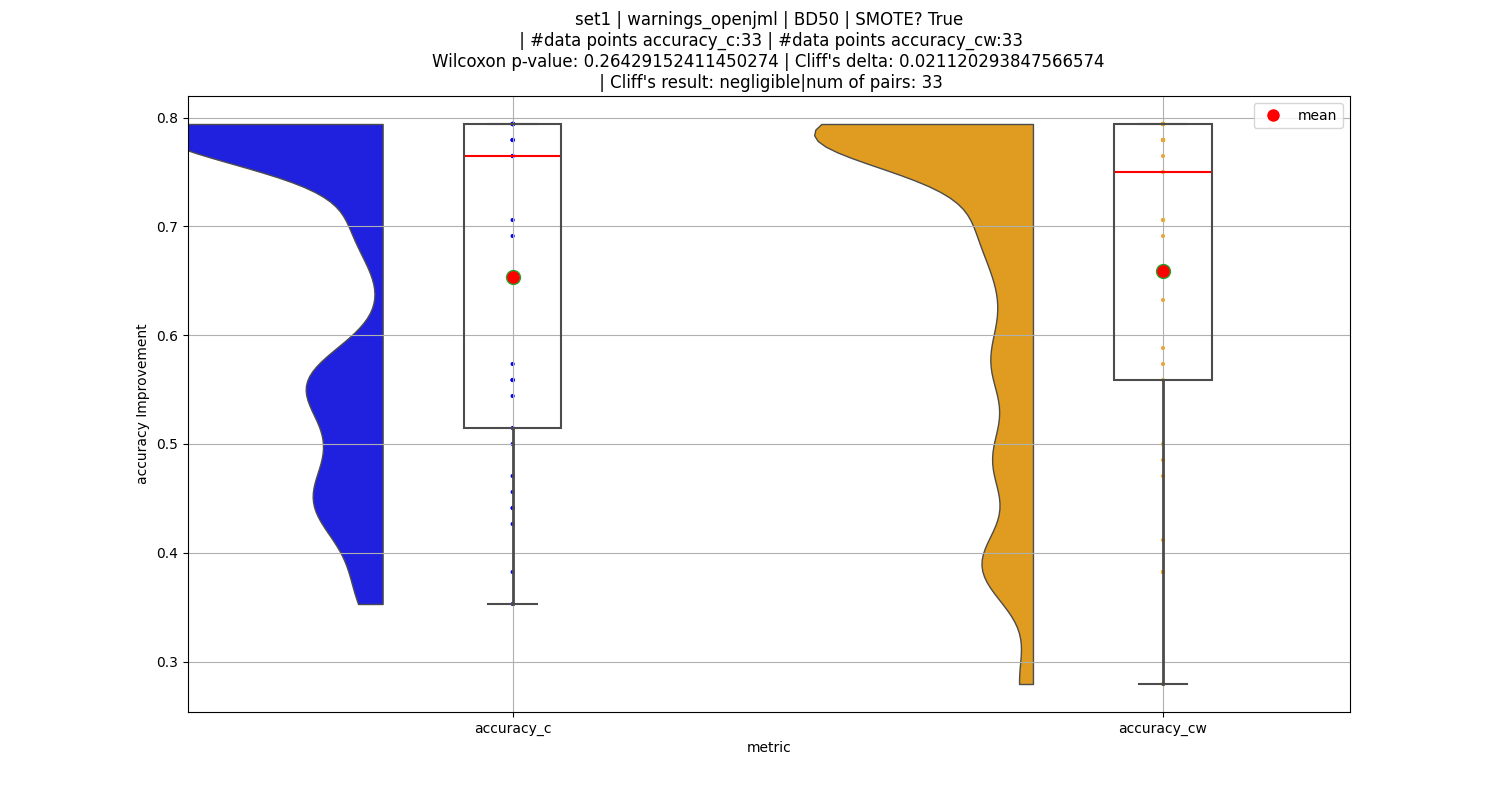 set1 | warnings_openjml | BD50 | SMOTE? True
| #data points accuracy_c:33 | #data points accuracy_cw:33
Wilcoxon p-value: 0.26429152411450274 | Cliff's delta: 0.021120293847566574
| Cliff's result: negligible|num of pairs: 33
mean
0.8
0.7
0.6
0.5
0.4
0.3
accuracy Improvement
accuracy_c
accuracy_cw
metric